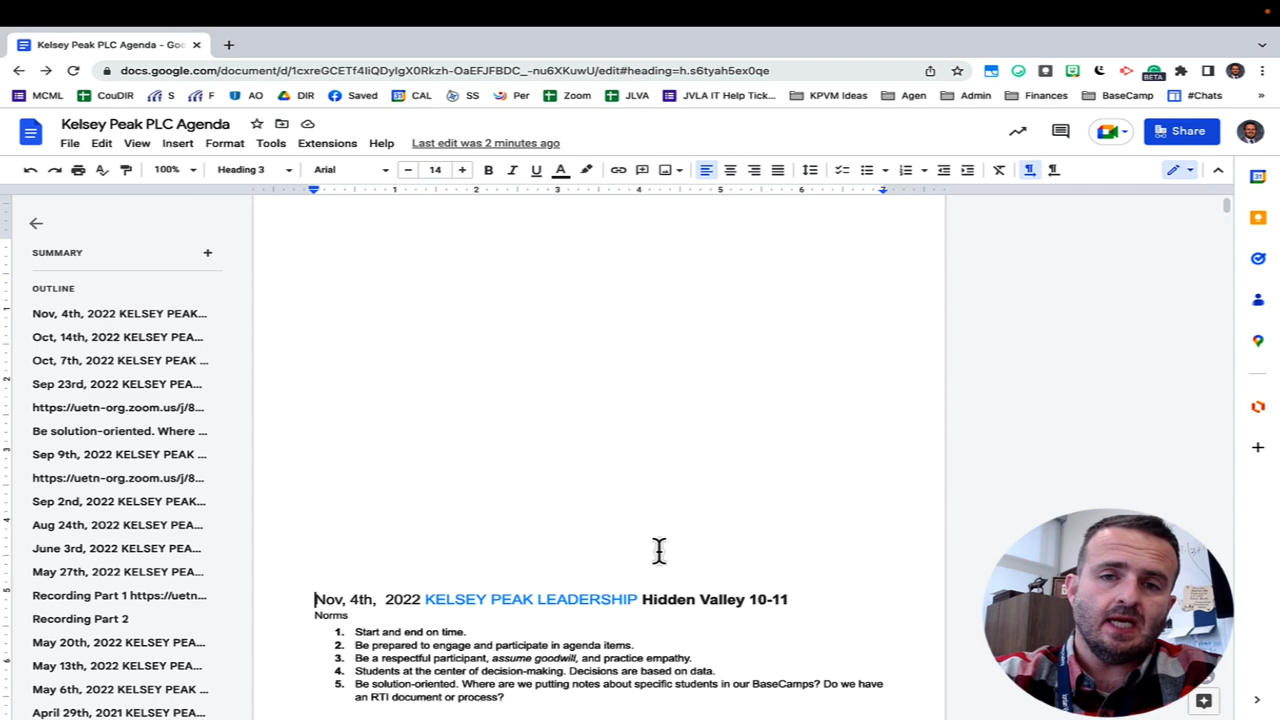 Kelsey Peak PLC Agenda - Goo
docs.google.com/document/d/1cxreGCETf4IiQDyIgX0Rkzh-OaEFJFBDC_-nu6XKuwU/edit#heading=h.s6tyah5ex0qe
BETA
MCML CouDIR S F AO DIR Saved CAL SS Per Zoom JLVA JVLA IT Help Tick... KPVM Ideas Agen Admin Finances BaseCamp #Chats »
Kelsey Peak PLC Agenda
Share
File Edit View Insert Format Tools Extensions Help Last edit was 2 minutes ago
100% Heading 3 Arial 14 B I U A
1 2 3 4 5 6 7
SUMMARY
OUTLINE
Nov, 4th, 2022 KELSEY PEAK...
Oct, 14th, 2022 KELSEY PEA...
Oct, 7th, 2022 KELSEY PEAK ...
Sep 23rd, 2022 KELSEY PEA...
https://uetn-org.zoom.us/j/8...
Be solution-oriented. Where ...
Sep 9th, 2022 KELSEY PEAK ...
https://uetn-org.zoom.us/j/8...
Sep 2nd, 2022 KELSEY PEAK...
Aug 24th, 2022 KELSEY PEA...
June 3rd, 2022 KELSEY PEA...
May 27th, 2022 KELSEY PEA...
Recording Part 1 https://uetn...
Recording Part 2
May 20th, 2022 KELSEY PEA...
May 13th, 2022 KELSEY PEA...
May 6th, 2022 KELSEY PEAK...
April 29th, 2021 KELSEY PEA...
Nov, 4th, 2022 KELSEY PEAK LEADERSHIP Hidden Valley 10-11
Norms
1. Start and end on time.
2. Be prepared to engage and participate in agenda items.
3. Be a respectful participant, assume goodwill, and practice empathy.
4. Students at the center of decision-making. Decisions are based on data.
5. Be solution-oriented. Where are we putting notes about specific students in our BaseCamps? Do we have
an RTI document or process?